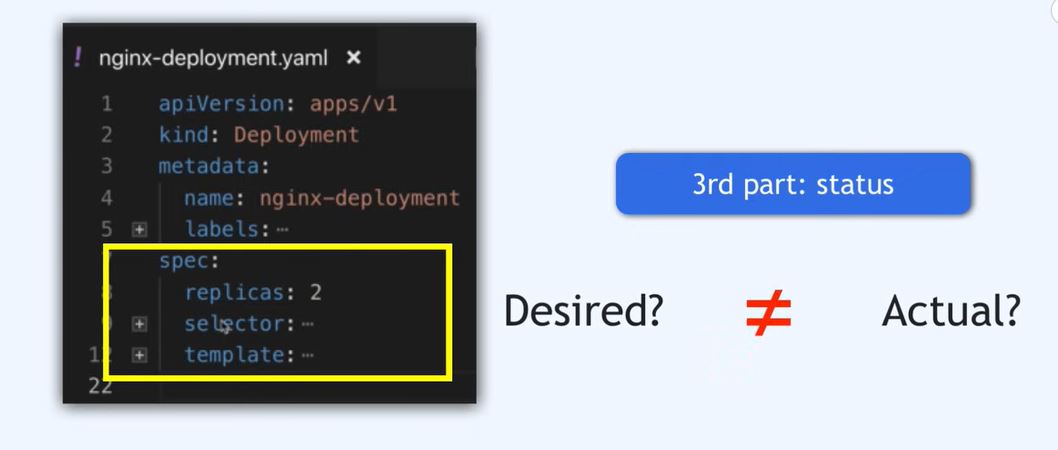 ! nginx-deployment.yaml ×
1 apiVersion: apps/v1
2 kind: Deployment
3 metadata:
4 name: nginx-deployment
5 labels: ...
spec:
8 replicas: 2
9 selector: ...
12 template: ...
22
3rd part: status
Desired? ≠ Actual?